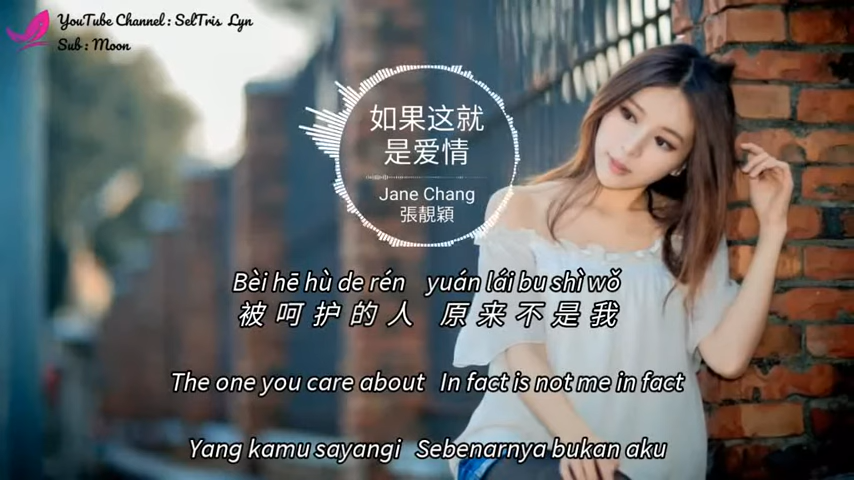 YouTube Channel : SelTris Lyn
Sub : Moon
如果这就
是爱情
Jane Chang
張靚穎
Bèi hē hù de rén yuán lái bu shì wǒ
被呵护的人 原来不是我
The one you care about In fact is not me in fact
Yang kamu sayangi Sebenarnya bukan aku